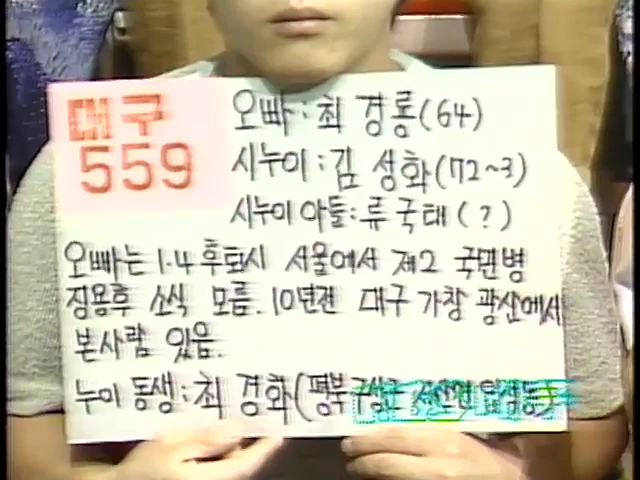 대구
559
오빠:최 경룡(64)
시누이:김 성화(72~3)
시누이 아들:류국태(?)
오빠는 1·4후퇴시 서울에서 제2 국민병
징용후 소식 모름. 10년전 대구 가창 광산에서
본사람 있음.
누이 동생:최 경화(평북